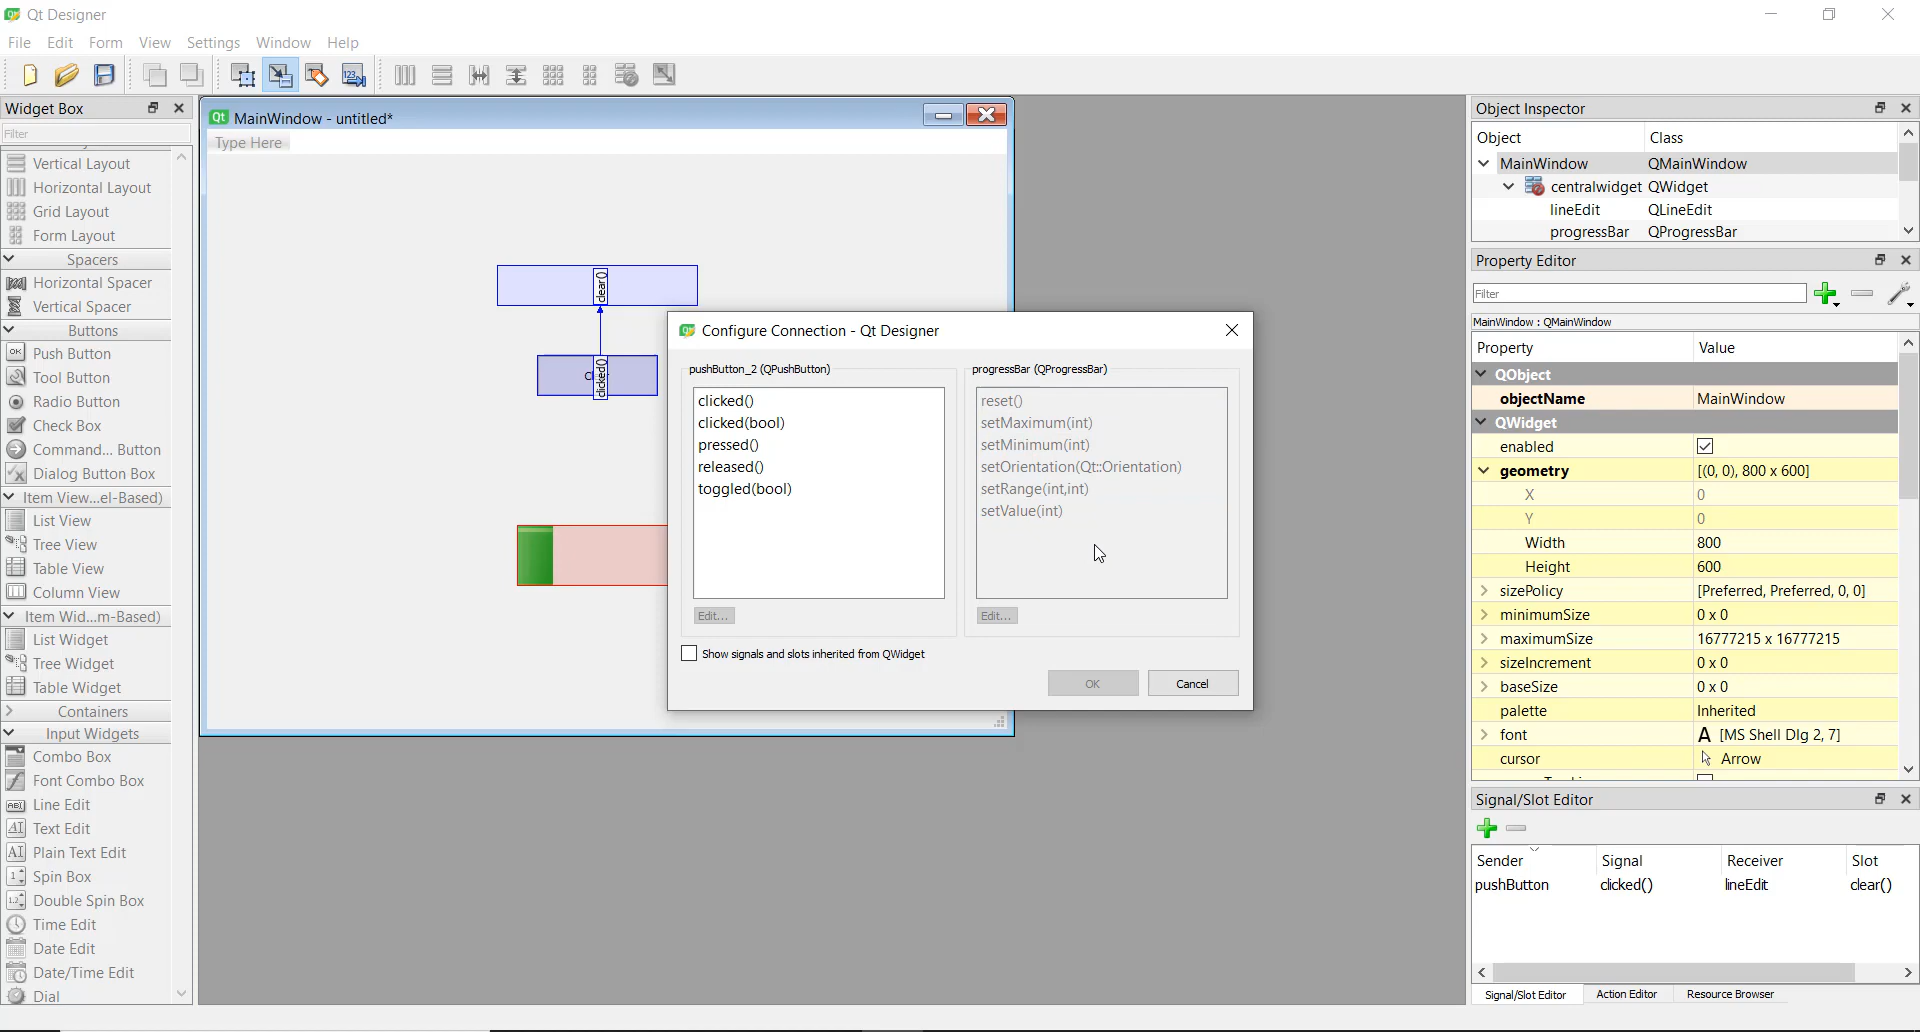 Qt Designer
File Edit Form View Settings Window Help
Widget Box
Filter
Vertical Layout
Horizontal Layout
Grid Layout
Form Layout
Spacers
Horizontal Spacer
Vertical Spacer
Buttons
OK Push Button
Tool Button
Radio Button
Check Box
Command... Button
Dialog Button Box
Item View...el-Based)
List View
Tree View
Table View
Column View
Item Wid...m-Based)
List Widget
Tree Widget
Table Widget
Containers
Input Widgets
Combo Box
Font Combo Box
Line Edit
Text Edit
Plain Text Edit
Spin Box
Double Spin Box
Time Edit
Date Edit
Date/Time Edit
Dial
Qt MainWindow - untitled*
Type Here
clear()
clicked()
Configure Connection - Qt Designer
pushButton_2 (QPushButton)
clicked()
clicked(bool)
pressed()
released()
toggled(bool)
Edit...
progressBar (QProgressBar)
reset()
setMaximum(int)
setMinimum(int)
setOrientation(Qt::Orientation)
setRange(int,int)
setValue(int)
Edit...
Show signals and slots inherited from QWidget
OK Cancel
Object Inspector
Object Class
MainWindow QMainWindow
centralwidget QWidget
lineEdit QLineEdit
progressBar QProgressBar
Property Editor
Filter
MainWindow : QMainWindow
Property Value
QObject
objectName MainWindow
QWidget
enabled
geometry [(0, 0), 800 x 600]
X 0
Y 0
Width 800
Height 600
sizePolicy [Preferred, Preferred, 0, 0]
minimumSize 0 x 0
maximumSize 16777215 x 16777215
sizeIncrement 0 x 0
baseSize 0 x 0
palette Inherited
font A [MS Shell Dlg 2, 7]
cursor Arrow
Signal/Slot Editor
Sender Signal Receiver Slot
pushButton clicked() lineEdit clear()
Signal/Slot Editor Action Editor Resource Browser